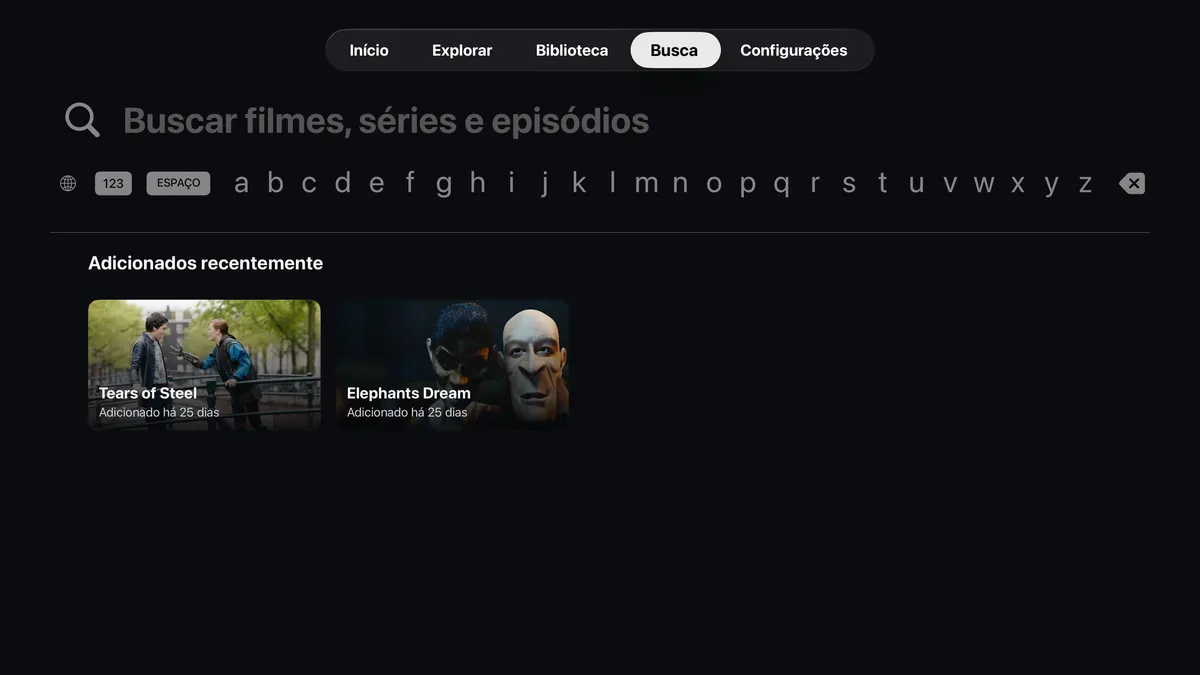 Início Explorar Biblioteca Busca Configurações
Buscar filmes, séries e episódios
123 ESPAÇO a b c d e f g h i j k l m n o p q r s t u v w x y z
Adicionados recentemente
Tears of Steel
Adicionado há 25 dias
Elephants Dream
Adicionado há 25 dias